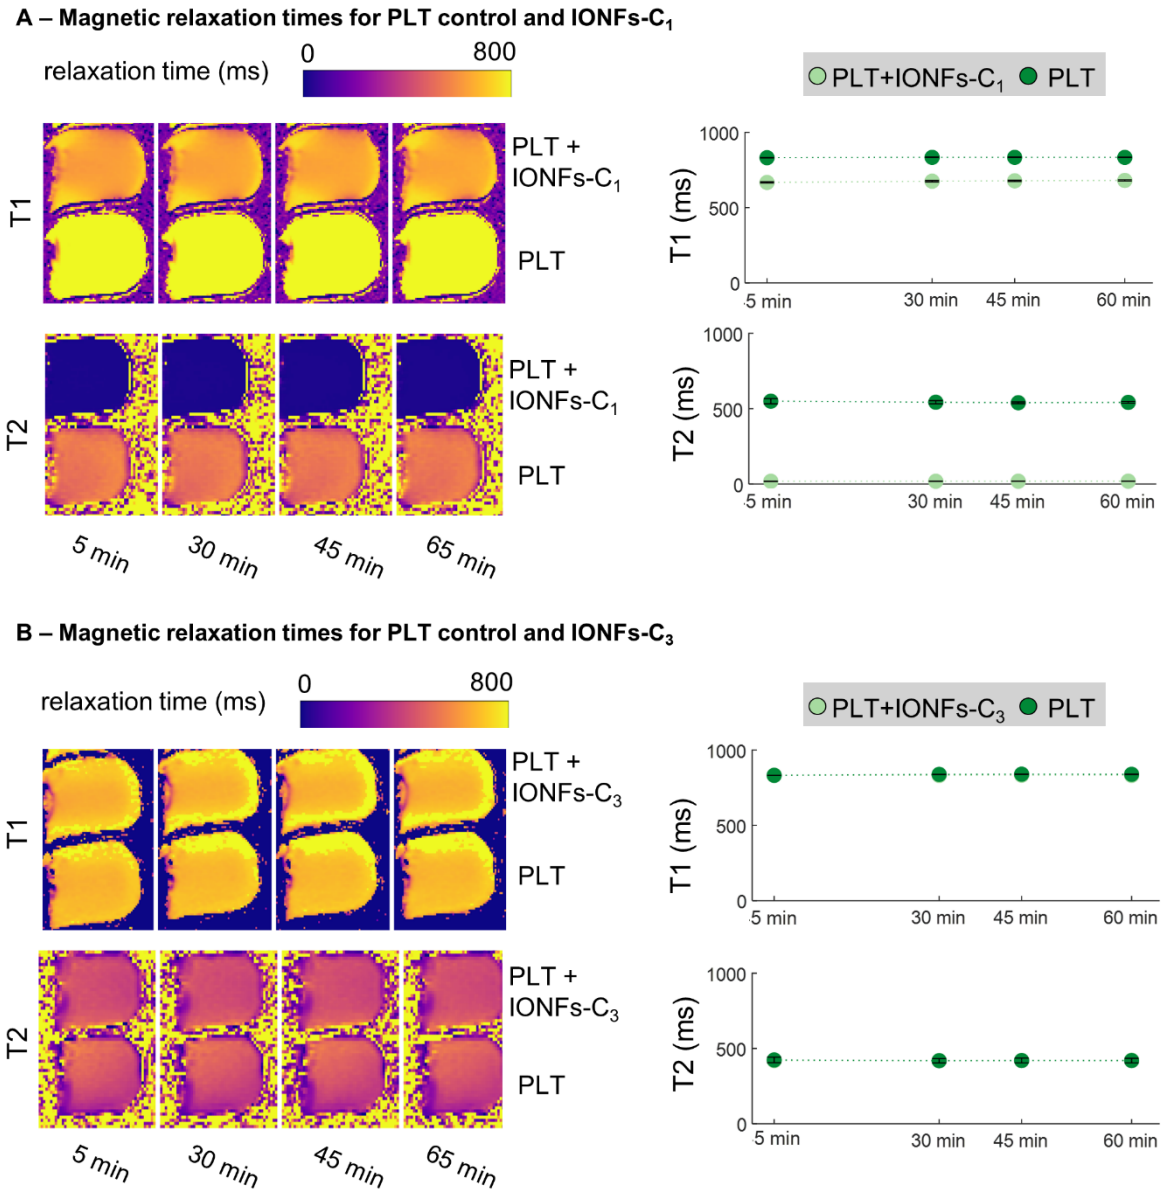 A – Magnetic relaxation times for PLT control and IONFs-C₁
relaxation time (ms)
0
800
PLT+IONFs-C₁
PLT
T1
PLT +
IONFs-C₁
PLT
T1 (ms)
1000
500
0
5 min
30 min
45 min
60 min
T2
PLT +
IONFs-C₁
PLT
T2 (ms)
1000
500
0
5 min
30 min
45 min
60 min
5 min
30 min
45 min
65 min
B – Magnetic relaxation times for PLT control and IONFs-C₃
relaxation time (ms)
0
800
PLT+IONFs-C₃
PLT
T1
PLT +
IONFs-C₃
PLT
T1 (ms)
1000
500
0
5 min
30 min
45 min
60 min
T2
PLT +
IONFs-C₃
PLT
T2 (ms)
1000
500
0
5 min
30 min
45 min
60 min
5 min
30 min
45 min
65 min